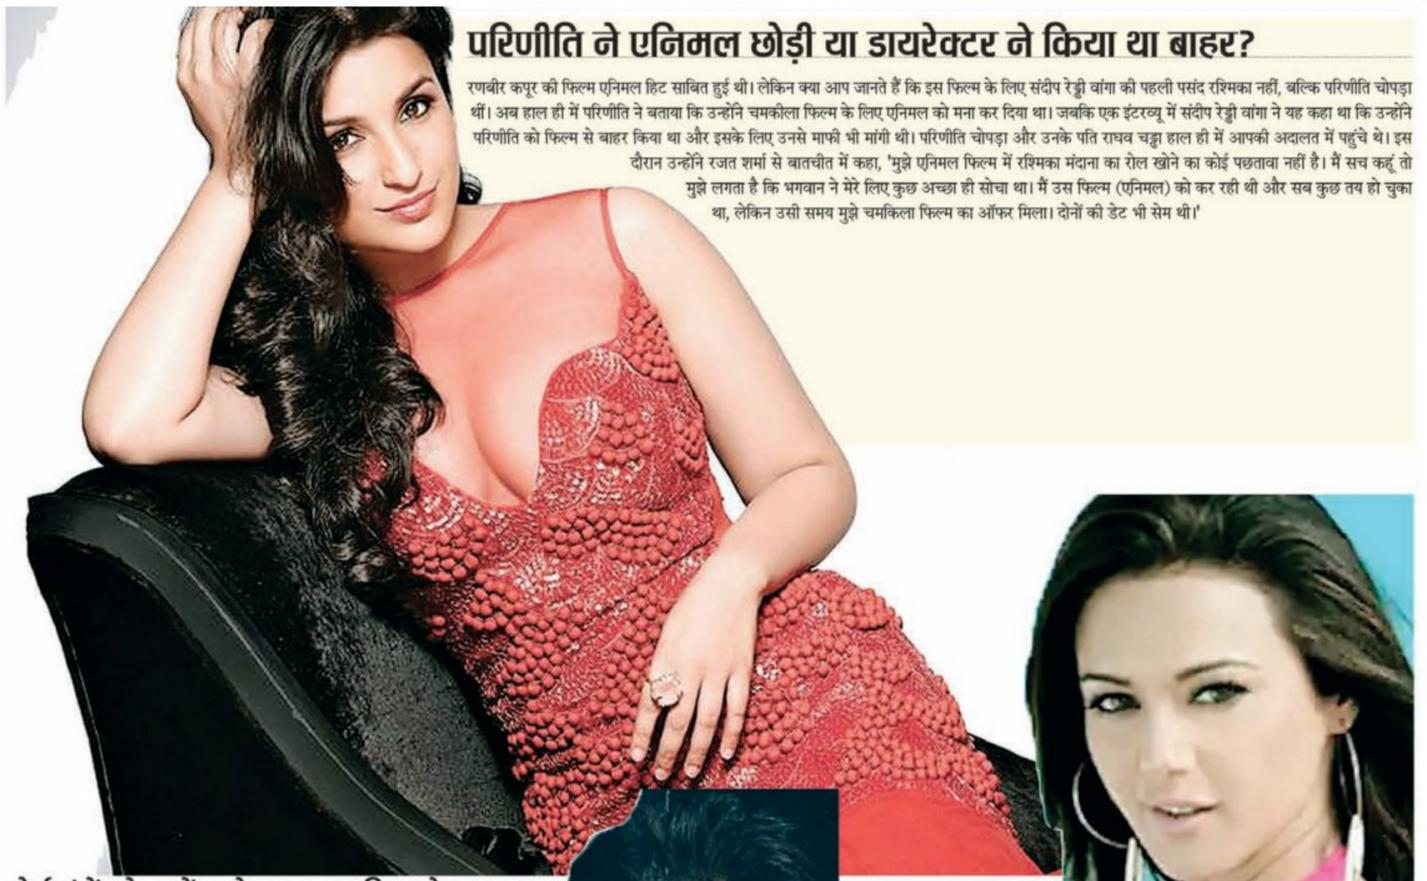 परिणीति ने एनिमल छोड़ी या डायरेक्टर ने किया था बाहर?
रणबीर कपूर की फिल्म एनिमल हिट साबित हुई थी। लेकिन क्या आप जानते हैं कि इस फिल्म के लिए संदीप रेड्डी वांगा की पहली पसंद रश्मिका नहीं, बल्कि परिणीति चोपड़ा
थीं। अब हाल ही में परिणीति ने बताया कि उन्होंने चमकीला फिल्म के लिए एनिमल को मना कर दिया था। जबकि एक इंटरव्यू में संदीप रेड्डी वांगा ने यह कहा था कि उन्होंने
परिणीति को फिल्म से बाहर किया था और इसके लिए उनसे माफी भी मांगी थी। परिणीति चोपड़ा और उनके पति राघव चड्ढा हाल ही में आपकी अदालत में पहुंचे थे। इस
दौरान उन्होंने रजत शर्मा से बातचीत में कहा, 'मुझे एनिमल फिल्म में रश्मिका मंदाना का रोल खोने का कोई पछतावा नहीं है। मैं सच कहूं तो
मुझे लगता है कि भगवान ने मेरे लिए कुछ अच्छा ही सोचा था। मैं उस फिल्म (एनिमल) को कर रही थी और सब कुछ तय हो चुका
था, लेकिन उसी समय मुझे चमकिला फिल्म का ऑफर मिला। दोनों की डेट भी सेम थी।'